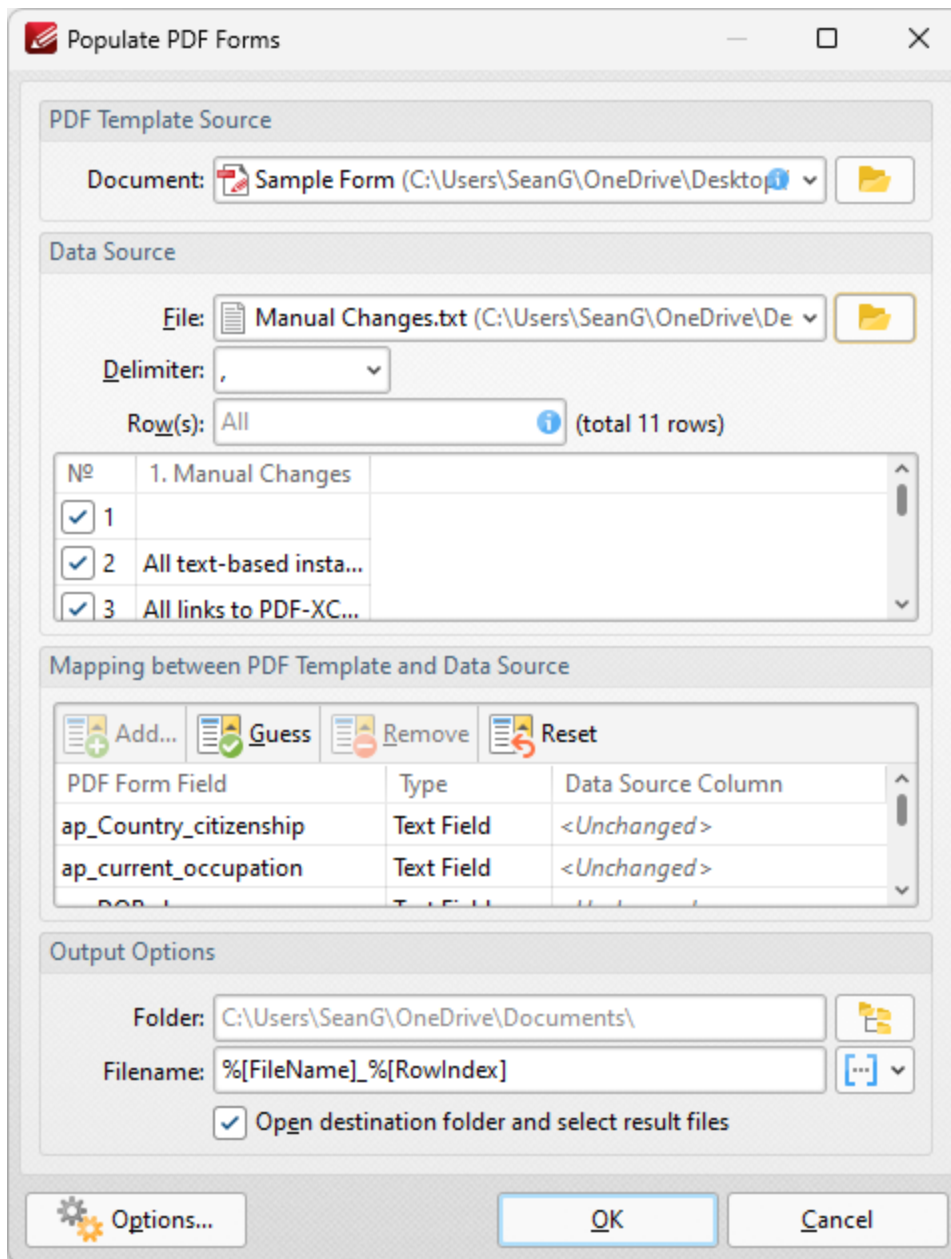 Populate PDF Forms
PDF Template Source
Document: Sample Form (C:\Users\SeanG\OneDrive\Desktop\
Data Source
File: Manual Changes.txt (C:\Users\SeanG\OneDrive\De
Delimiter: ,
Row(s): All (total 11 rows)
Nº 1. Manual Changes
1
2 All text-based insta...
3 All links to PDF-XC...
Mapping between PDF Template and Data Source
Add... Guess Remove Reset
PDF Form Field Type Data Source Column
ap_Country_citizenship Text Field <Unchanged>
ap_current_occupation Text Field <Unchanged>
Output Options
Folder: C:\Users\SeanG\OneDrive\Documents\
Filename: %[FileName]_%[RowIndex]
Open destination folder and select result files
Options... OK Cancel